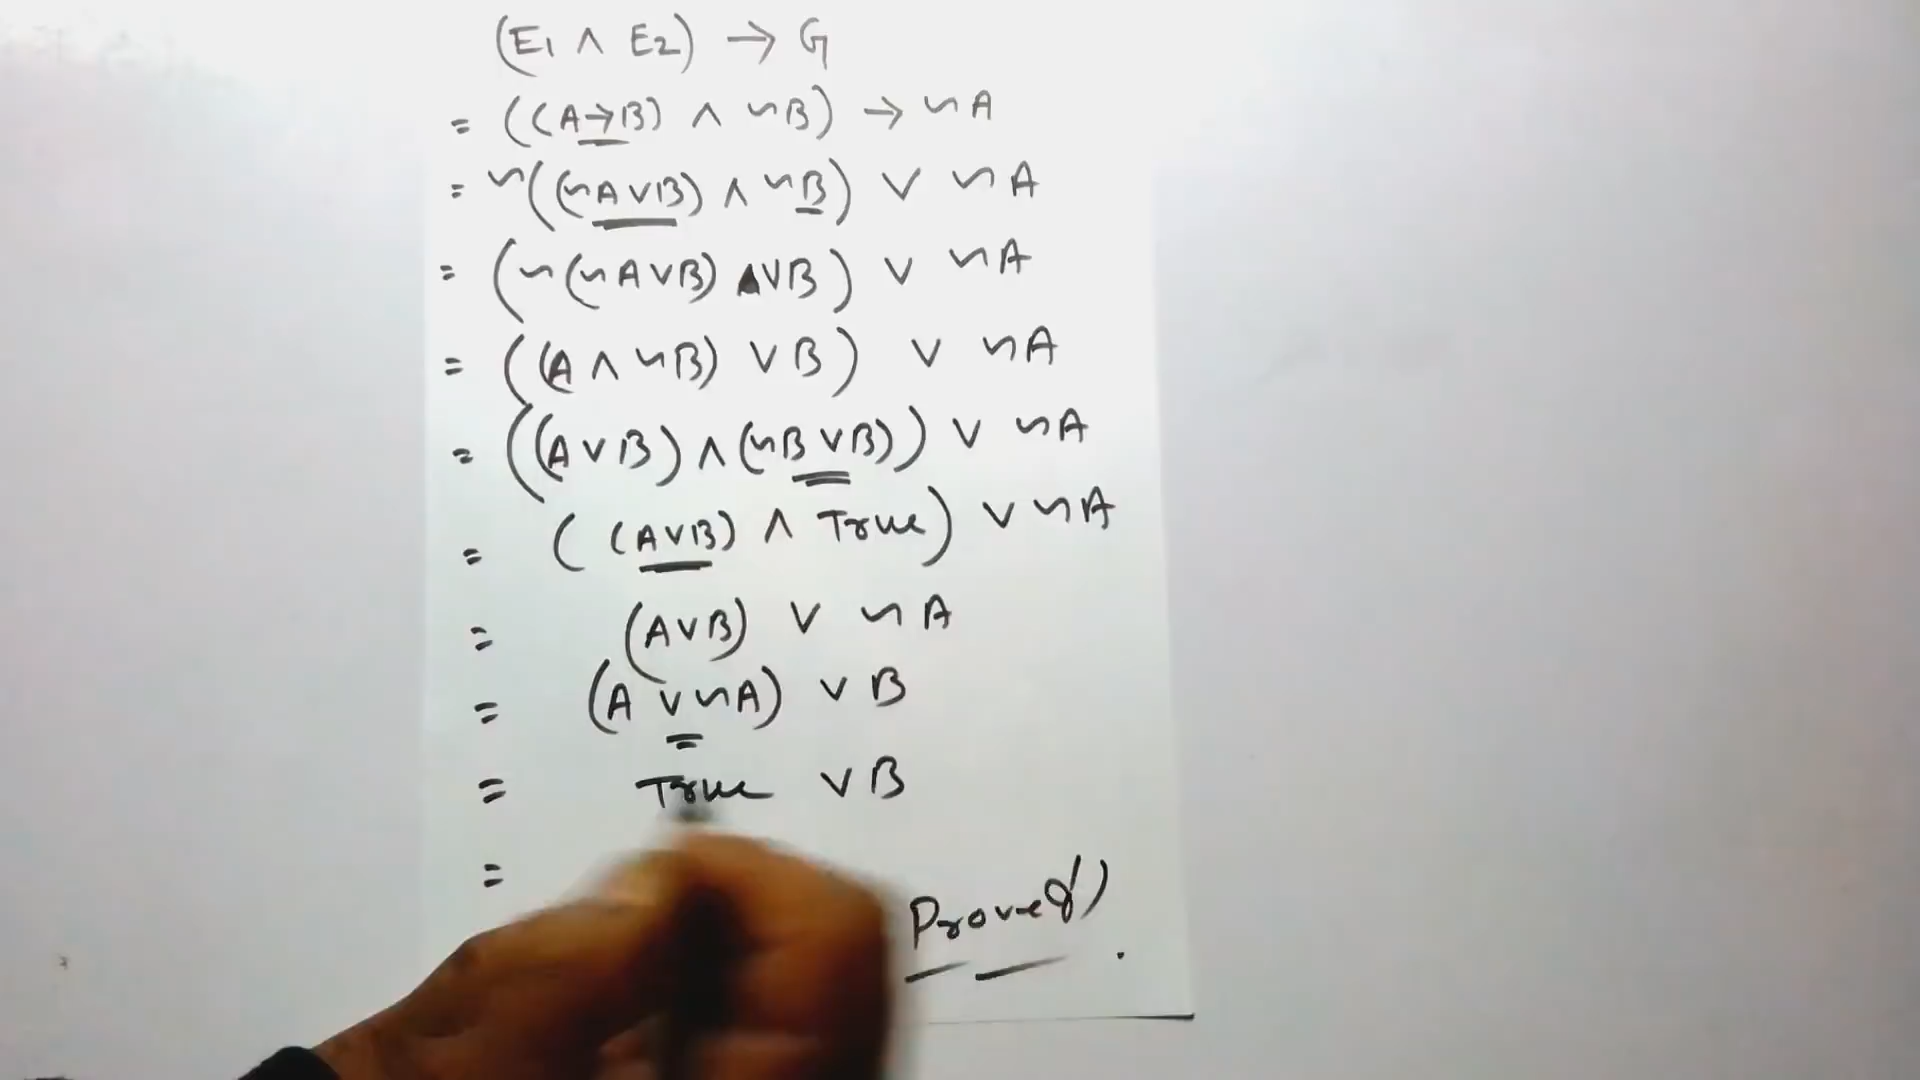 (E1 ∧ E2) → G
= ((A→B) ∧ ~B) → ~A
= ~((~A∨B) ∧ ~B) ∨ ~A
= (~(~A∨B) ∨B) ∨ ~A
= ((A∧~B) ∨B) ∨ ~A
= ((A∨B)∧(~B∨B)) ∨ ~A
= ((A∨B) ∧ True) ∨ ~A
= (A∨B) ∨ ~A
= (A∨~A) ∨ B
= True ∨ B
=
Proved)